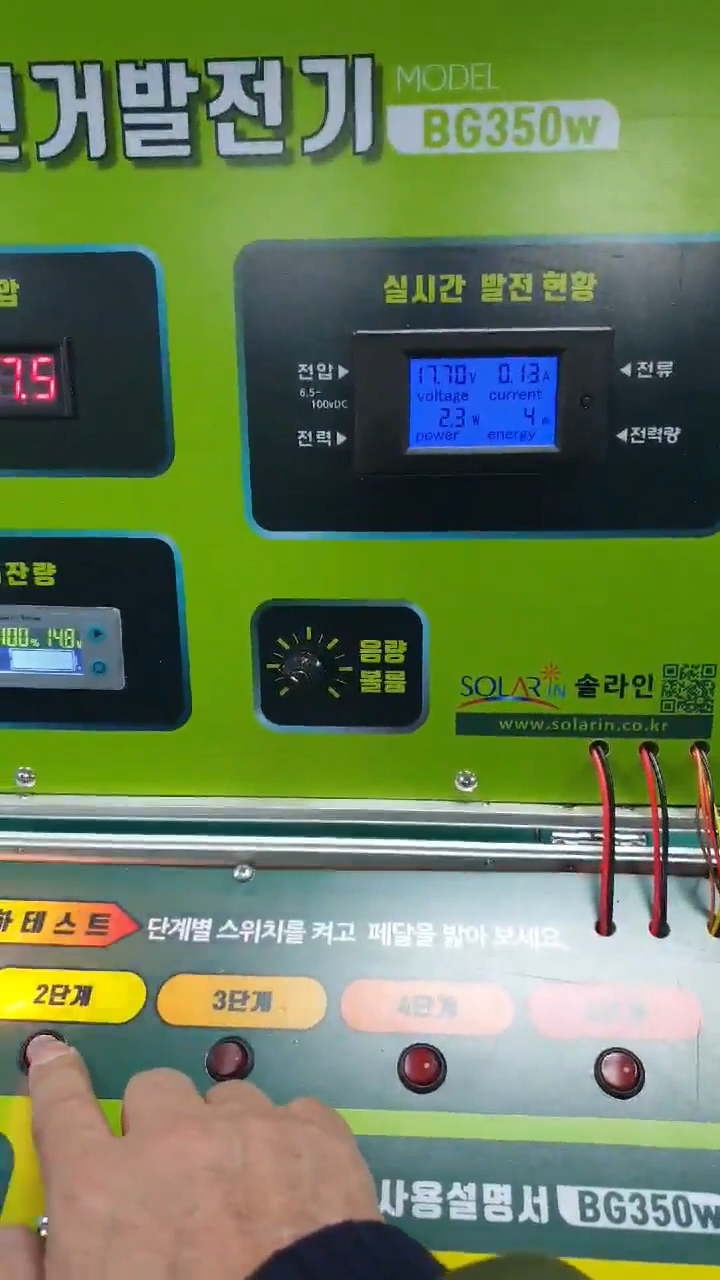 거발전기
MODEL
BG350w
압
7.5
실시간 발전 현황
전압▶
6.5~
100vDC
전력▶
17.70V 0.13A
voltage current
2.3W 4
power energy
◀전류
◀전력량
잔량
100% 14.8V
음량
볼륨
SOLARIN 솔라인
www.solarin.co.kr
테스트
단계별 스위치를 켜고 페달을 밟아 보세요.
2단계
3단계
4단계
사용설명서 BG350w